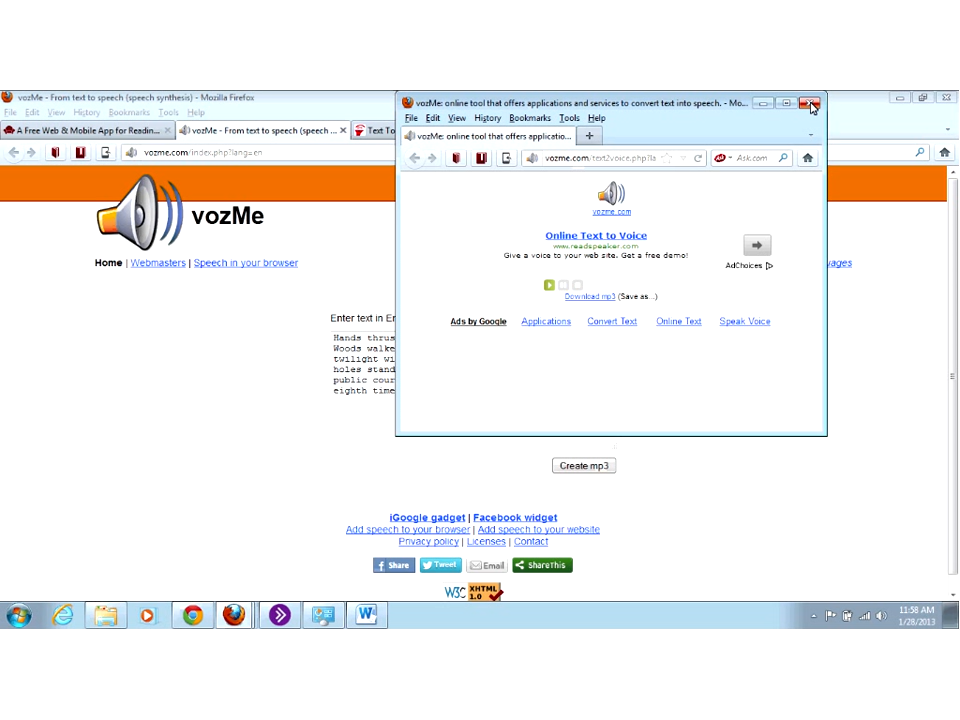 vozMe - From text to speech (speech synthesis) - Mozilla Firefox
File Edit View History Bookmarks Tools Help
A Free Web & Mobile App for Readin...
vozMe - From text to speech (speech ...
Text To
vozme.com/index.php?lang=en
vozMe
Home | Webmasters | Speech in your browser
Enter text in
Hands thrus
Woods walke
twilight wi
holes stand
public cour
eighth time
vozMe: online tool that offers applications and services to convert text into speech. - Mo...
File Edit View History Bookmarks Tools Help
vozMe: online tool that offers applicatio...
vozme.com/text2voice.php?la
Ask.com
vozme.com
Online Text to Voice
www.readspeaker.com
Give a voice to your web site. Get a free demo!
AdChoices
Download mp3 (Save as...)
Ads by Google Applications Convert Text Online Text Speak Voice
Create mp3
iGoogle gadget | Facebook widget
Add speech to your browser | Add speech to your website
Privacy policy | Licenses | Contact
Share Tweet Email ShareThis
W3C XHTML 1.0
11:58 AM
1/28/2013